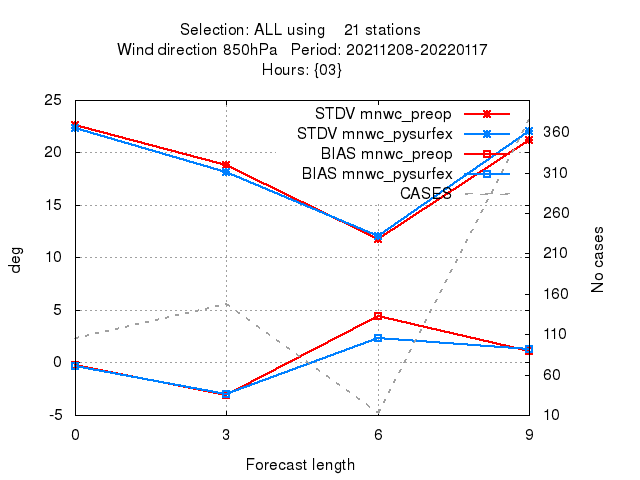 Selection: ALL using 21 stations
Wind direction 850hPa Period: 20211208-20220117
Hours: {03}
STDV mnwc_preop
STDV mnwc_pysurfex
BIAS mnwc_preop
BIAS mnwc_pysurfex
CASES
25
20
15
10
5
0
-5
deg
360
310
260
210
160
110
60
10
No cases
0 3 6 9
Forecast length